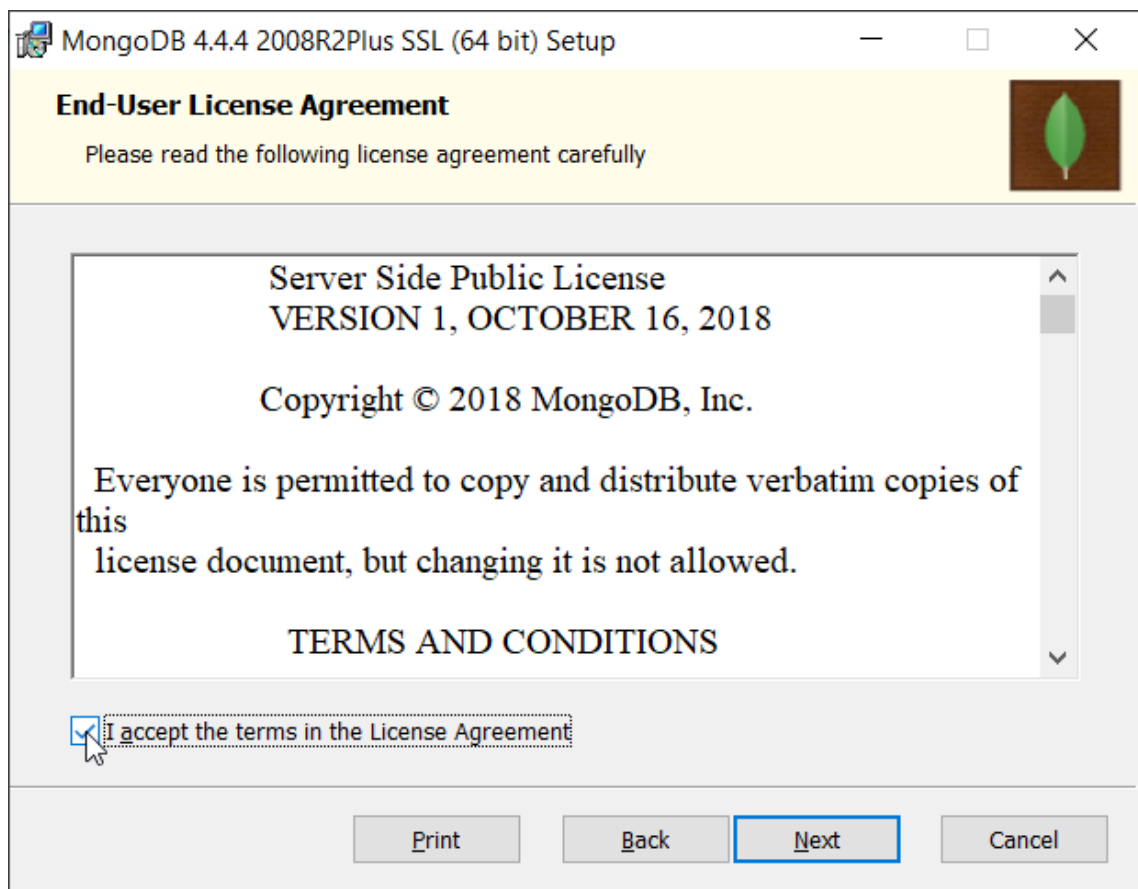 MongoDB 4.4.4 2008R2Plus SSL (64 bit) Setup
End-User License Agreement
Please read the following license agreement carefully
Server Side Public License
VERSION 1, OCTOBER 16, 2018
Copyright © 2018 MongoDB, Inc.
Everyone is permitted to copy and distribute verbatim copies of
this
license document, but changing it is not allowed.
TERMS AND CONDITIONS
I accept the terms in the License Agreement
Print Back Next Cancel